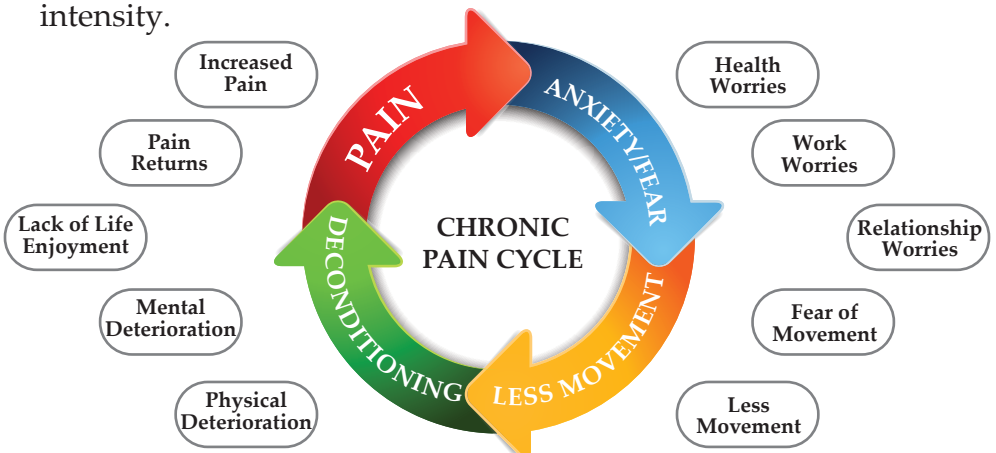 intensity.
Increased
Pain
Pain
Returns
Lack of Life
Enjoyment
Mental
Deterioration
Physical
Deterioration
PAIN
ANXIETY/FEAR
LESS MOVEMENT
DECONDITIONING
CHRONIC
PAIN CYCLE
Health
Worries
Work
Worries
Relationship
Worries
Fear of
Movement
Less
Movement